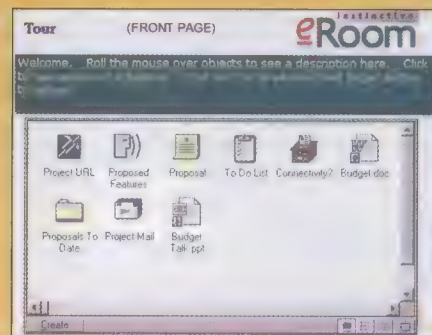 Tour
(FRONT PAGE)
instinctive
eRoom
Welcome. Roll the mouse over objects to see a description here. Click
Project URL
Proposed
Features
Proposal
To Do List
Connectivity?
Budget.doc
Proposals To
Date
Project Mail
Budget
Talk.ppt
Create